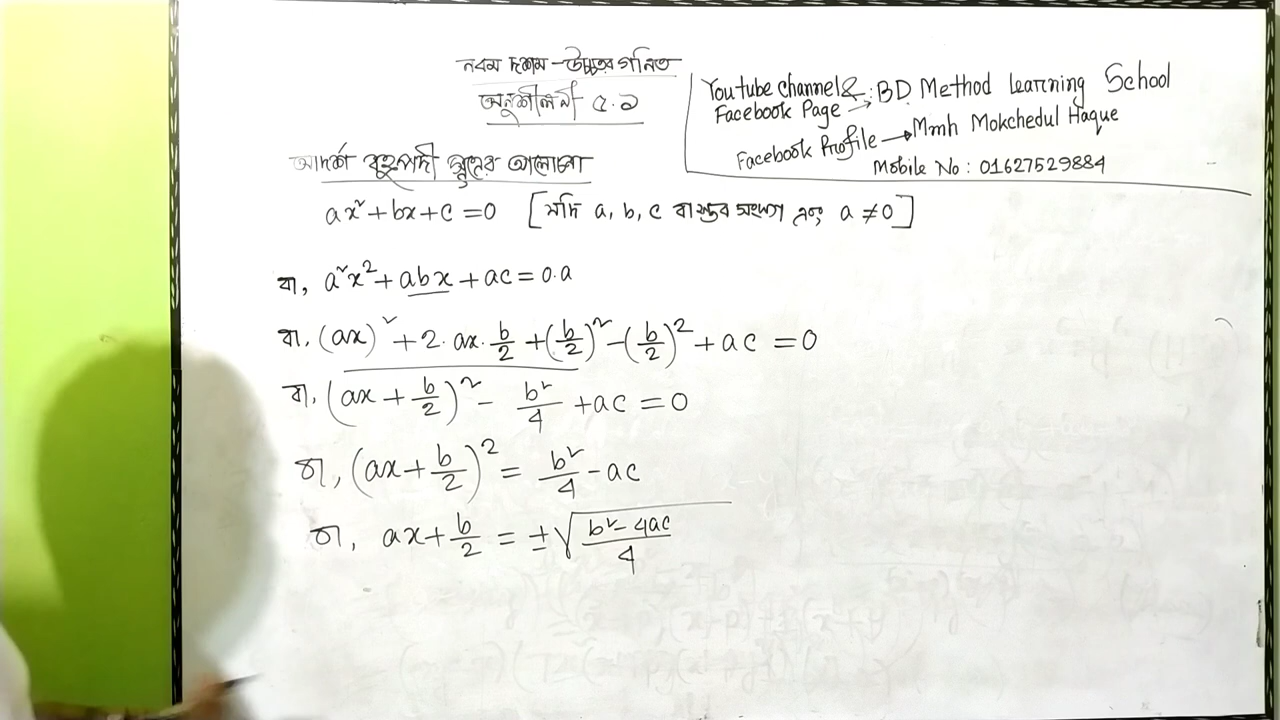 নবম দশম - উচ্চতর গনিত
অনুশীলনী ৫.১
Youtube channel & : BD Method Learning School
Facebook Page →
Facebook Profile → Mmh Mokchedul Haque
Mobile No : 01627529884
আদর্শ বহুপদী সূত্রের আলোচনা
ax² + bx + c = 0 [যদি a, b, c বাস্তব সংখ্যা এবং a ≠ 0]
বা, a²x² + abx + ac = 0.a
বা, (ax)² + 2. ax. b/2 + (b/2)² - (b/2)² + ac = 0
বা, (ax + b/2)² - b²/4 + ac = 0
বা, (ax + b/2)² = b²/4 - ac
বা, ax + b/2 = ± √(b² - 4ac)/4